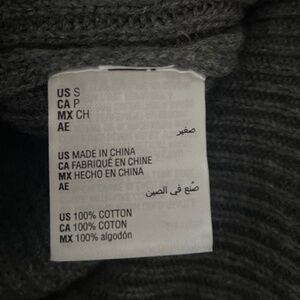 US S
CA P
MX CH
AE صغير
US MADE IN CHINA
CA FABRIQUÉ EN CHINE
MX HECHO EN CHINA
AE صنع في الصين
US 100% COTTON
CA 100% COTON
MX 100% algodón